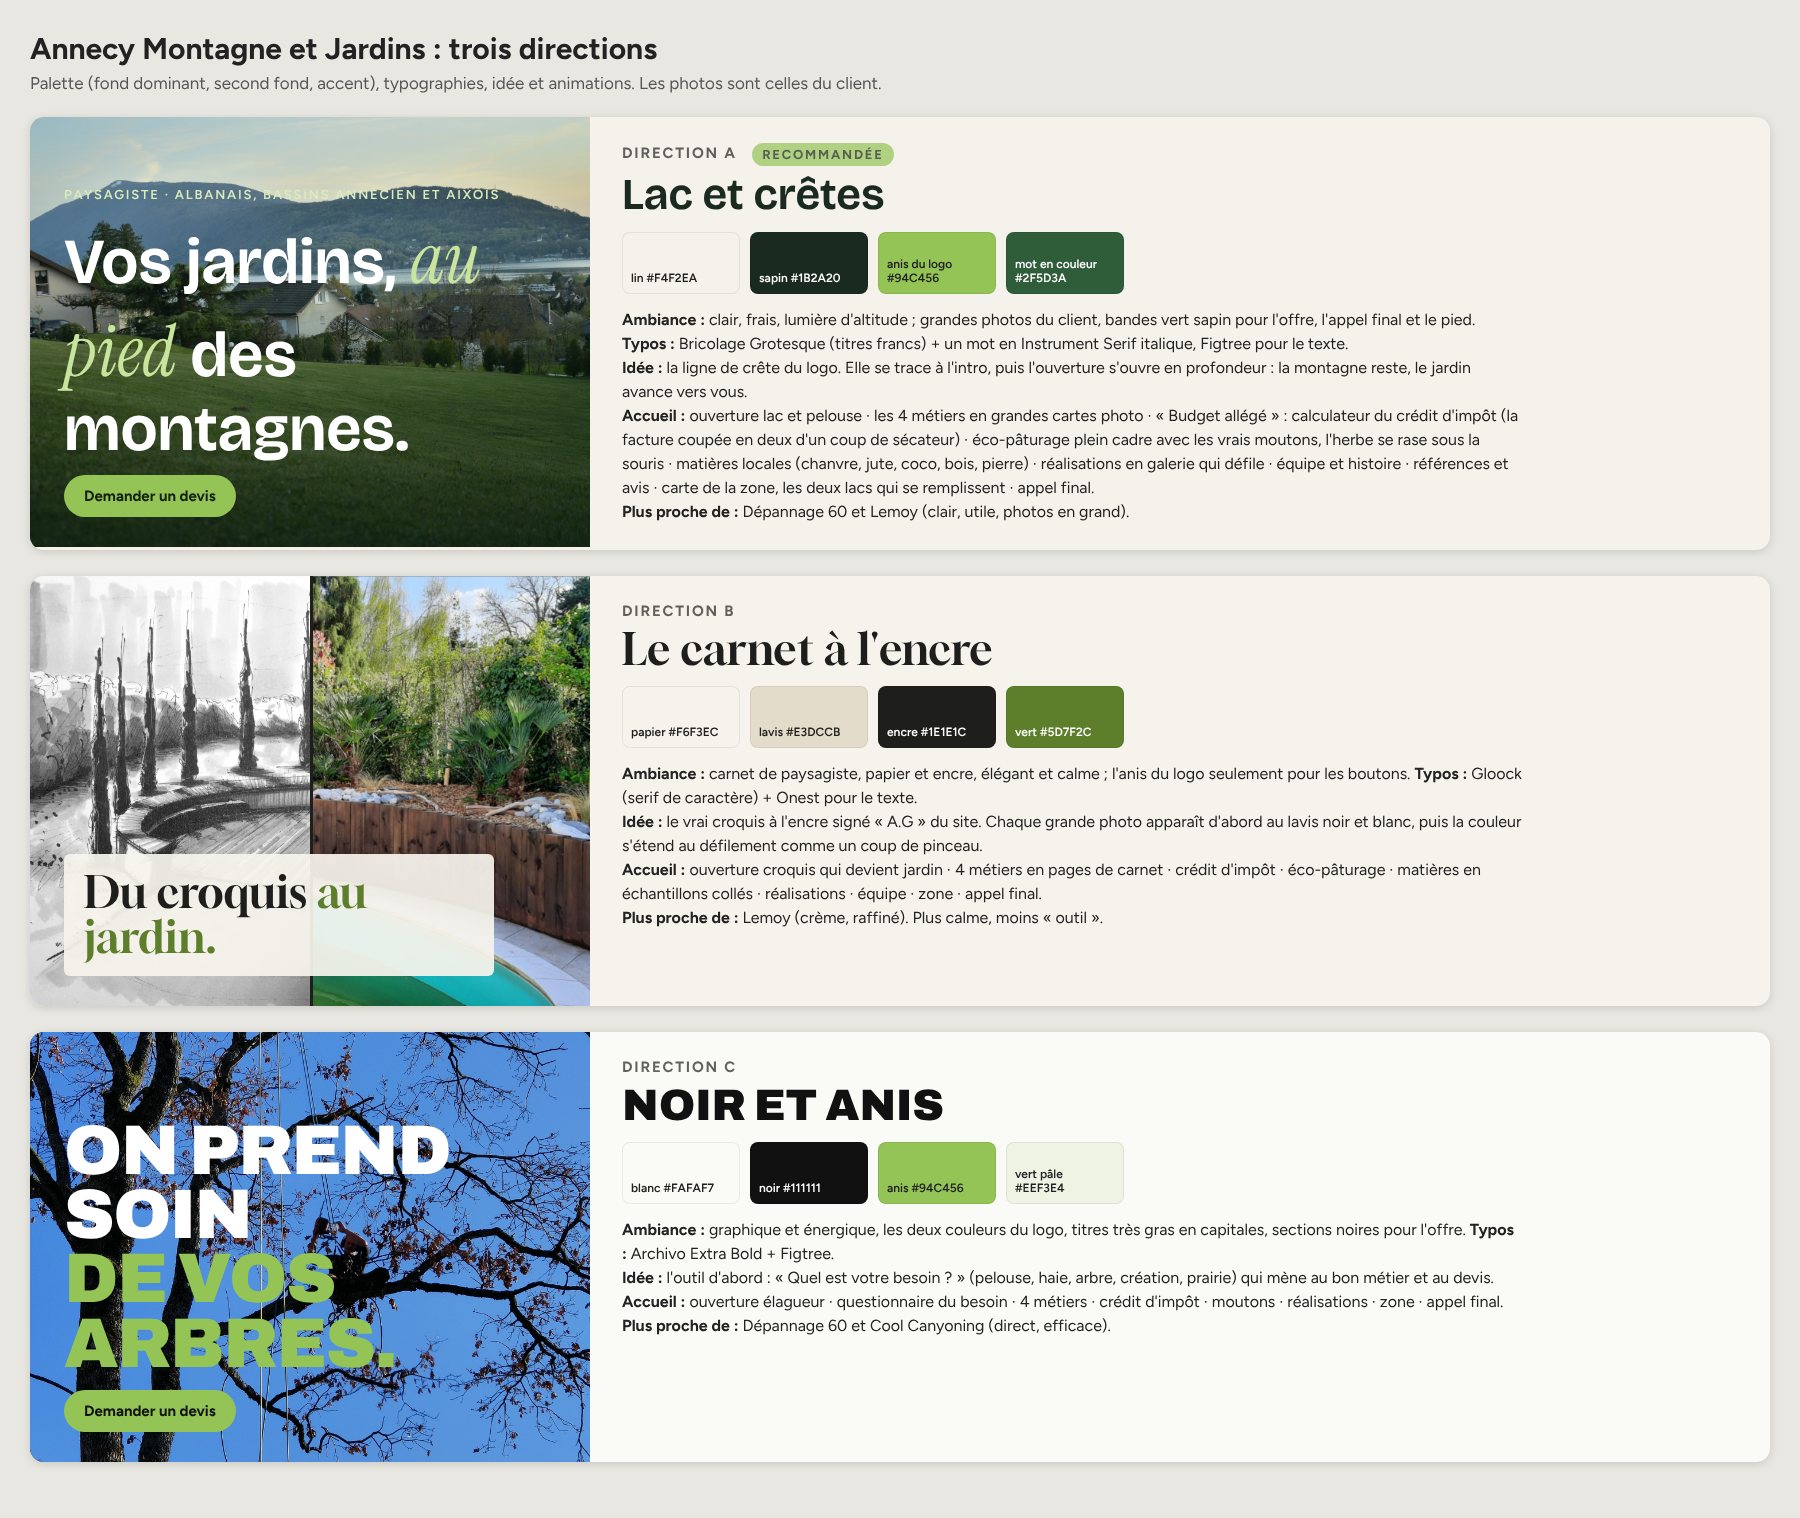 Annecy Montagne et Jardins : trois directions
Palette (fond dominant, second fond, accent), typographies, idée et animations. Les photos sont celles du client.
PAYSAGISTE · ALBANAIS, BASSINS ANNÉCIEN ET AIXOIS
Vos jardins, au
pied des
montagnes.
Demander un devis
DIRECTION A
RECOMMANDÉE
Lac et crêtes
lin #F4F2EA
sapin #1B2A20
anis du logo
#94C456
mot en couleur
#2F5D3A
Ambiance : clair, frais, lumière d'altitude ; grandes photos du client, bandes vert sapin pour l'offre, l'appel final et le pied.
Typos : Bricolage Grotesque (titres francs) + un mot en Instrument Serif italique, Figtree pour le texte.
Idée : la ligne de crête du logo. Elle se trace à l'intro, puis l'ouverture s'ouvre en profondeur : la montagne reste, le jardin
avance vers vous.
Accueil : ouverture lac et pelouse · les 4 métiers en grandes cartes photo · « Budget allégé » : calculateur du crédit d'impôt (la
facture coupée en deux d'un coup de sécateur) · éco-pâturage plein cadre avec les vrais moutons, l'herbe se rase sous la
souris · matières locales (chanvre, jute, coco, bois, pierre) · réalisations en galerie qui défile · équipe et histoire · références et
avis · carte de la zone, les deux lacs qui se remplissent · appel final.
Plus proche de : Dépannage 60 et Lemoy (clair, utile, photos en grand).
Du croquis au
jardin.
DIRECTION B
Le carnet à l'encre
papier #F6F3EC
lavis #E3DCCB
encre #1E1E1C
vert #5D7F2C
Ambiance : carnet de paysagiste, papier et encre, élégant et calme ; l'anis du logo seulement pour les boutons. Typos : Gloock
(serif de caractère) + Onest pour le texte.
Idée : le vrai croquis à l'encre signé « A.G » du site. Chaque grande photo apparaît d'abord au lavis noir et blanc, puis la couleur
s'étend au défilement comme un coup de pinceau.
Accueil : ouverture croquis qui devient jardin · 4 métiers en pages de carnet · crédit d'impôt · éco-pâturage · matières en
échantillons collés · réalisations · équipe · zone · appel final.
Plus proche de : Lemoy (crème, raffiné). Plus calme, moins « outil ».
ON PREND
SOIN
DE VOS
ARBRES.
Demander un devis
DIRECTION C
NOIR ET ANIS
blanc #FAFAF7
noir #111111
anis #94C456
vert pâle
#EEF3E4
Ambiance : graphique et énergique, les deux couleurs du logo, titres très gras en capitales, sections noires pour l'offre. Typos
: Archivo Extra Bold + Figtree.
Idée : l'outil d'abord : « Quel est votre besoin ? » (pelouse, haie, arbre, création, prairie) qui mène au bon métier et au devis.
Accueil : ouverture élagueur · questionnaire du besoin · 4 métiers · crédit d'impôt · moutons · réalisations · zone · appel final.
Plus proche de : Dépannage 60 et Cool Canyoning (direct, efficace).